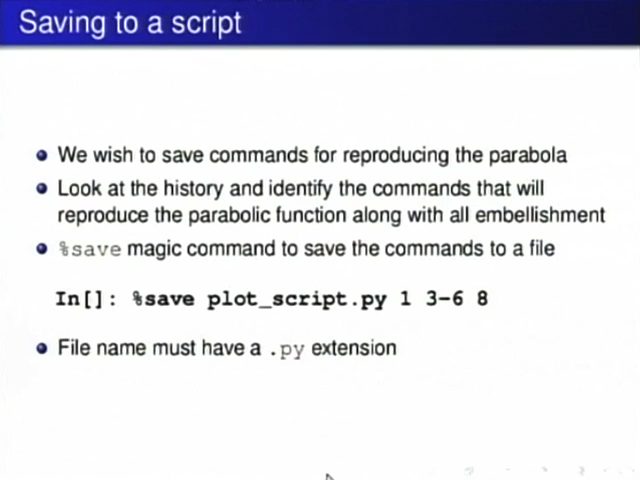 Saving to a script
We wish to save commands for reproducing the parabola
Look at the history and identify the commands that will
reproduce the parabolic function along with all embellishment
%save magic command to save the commands to a file
In[]: %save plot_script.py 1 3-6 8
File name must have a .py extension